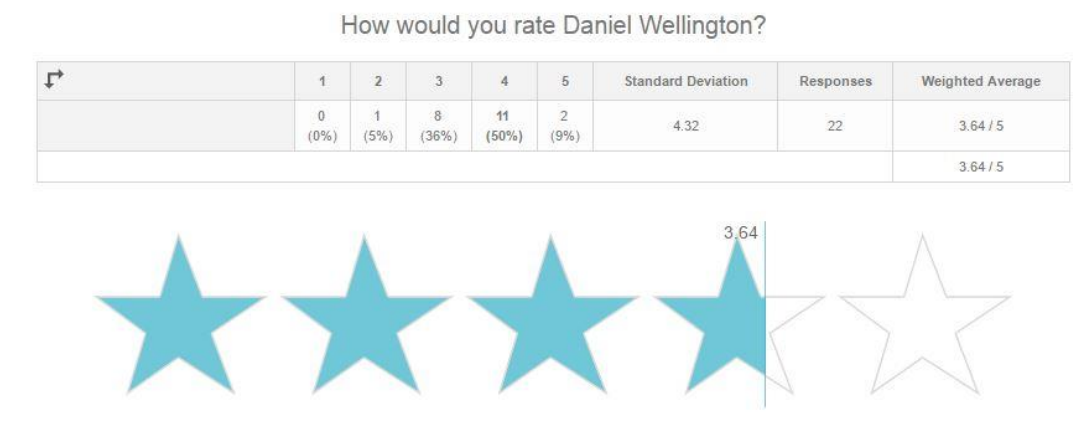 How would you rate Daniel Wellington?
1 2 3 4 5 Standard Deviation Responses Weighted Average
0 1 8 11 2 4.32 22 3.64 / 5
(0%) (5%) (36%) (50%) (9%)
3.64 / 5
3.64